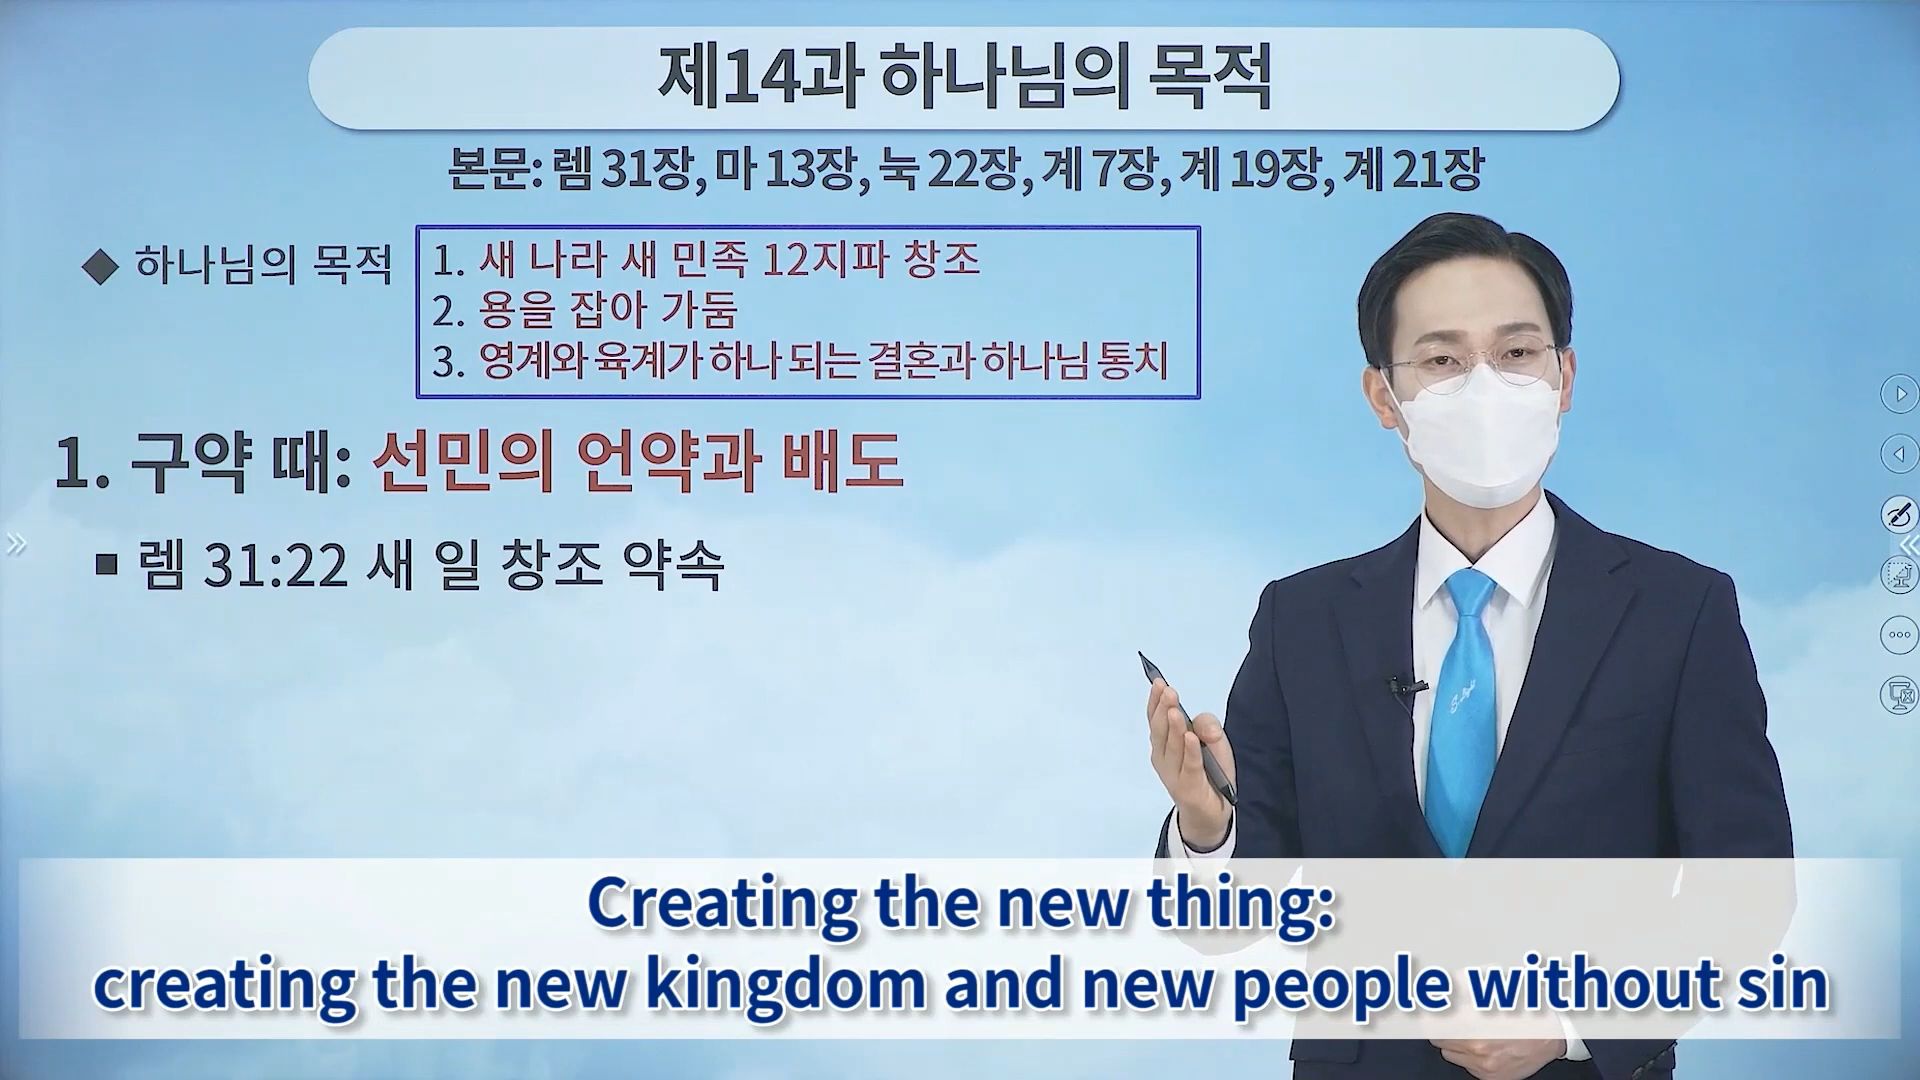 제14과 하나님의 목적
본문: 렘 31장, 마 13장, 눅 22장, 계 7장, 계 19장, 계 21장
◆ 하나님의 목적
1. 새 나라 새 민족 12지파 창조
2. 용을 잡아 가둠
3. 영계와 육계가 하나 되는 결혼과 하나님 통치
1. 구약 때: 선민의 언약과 배도
▪ 렘 31:22 새 일 창조 약속
Creating the new thing:
creating the new kingdom and new people without sin